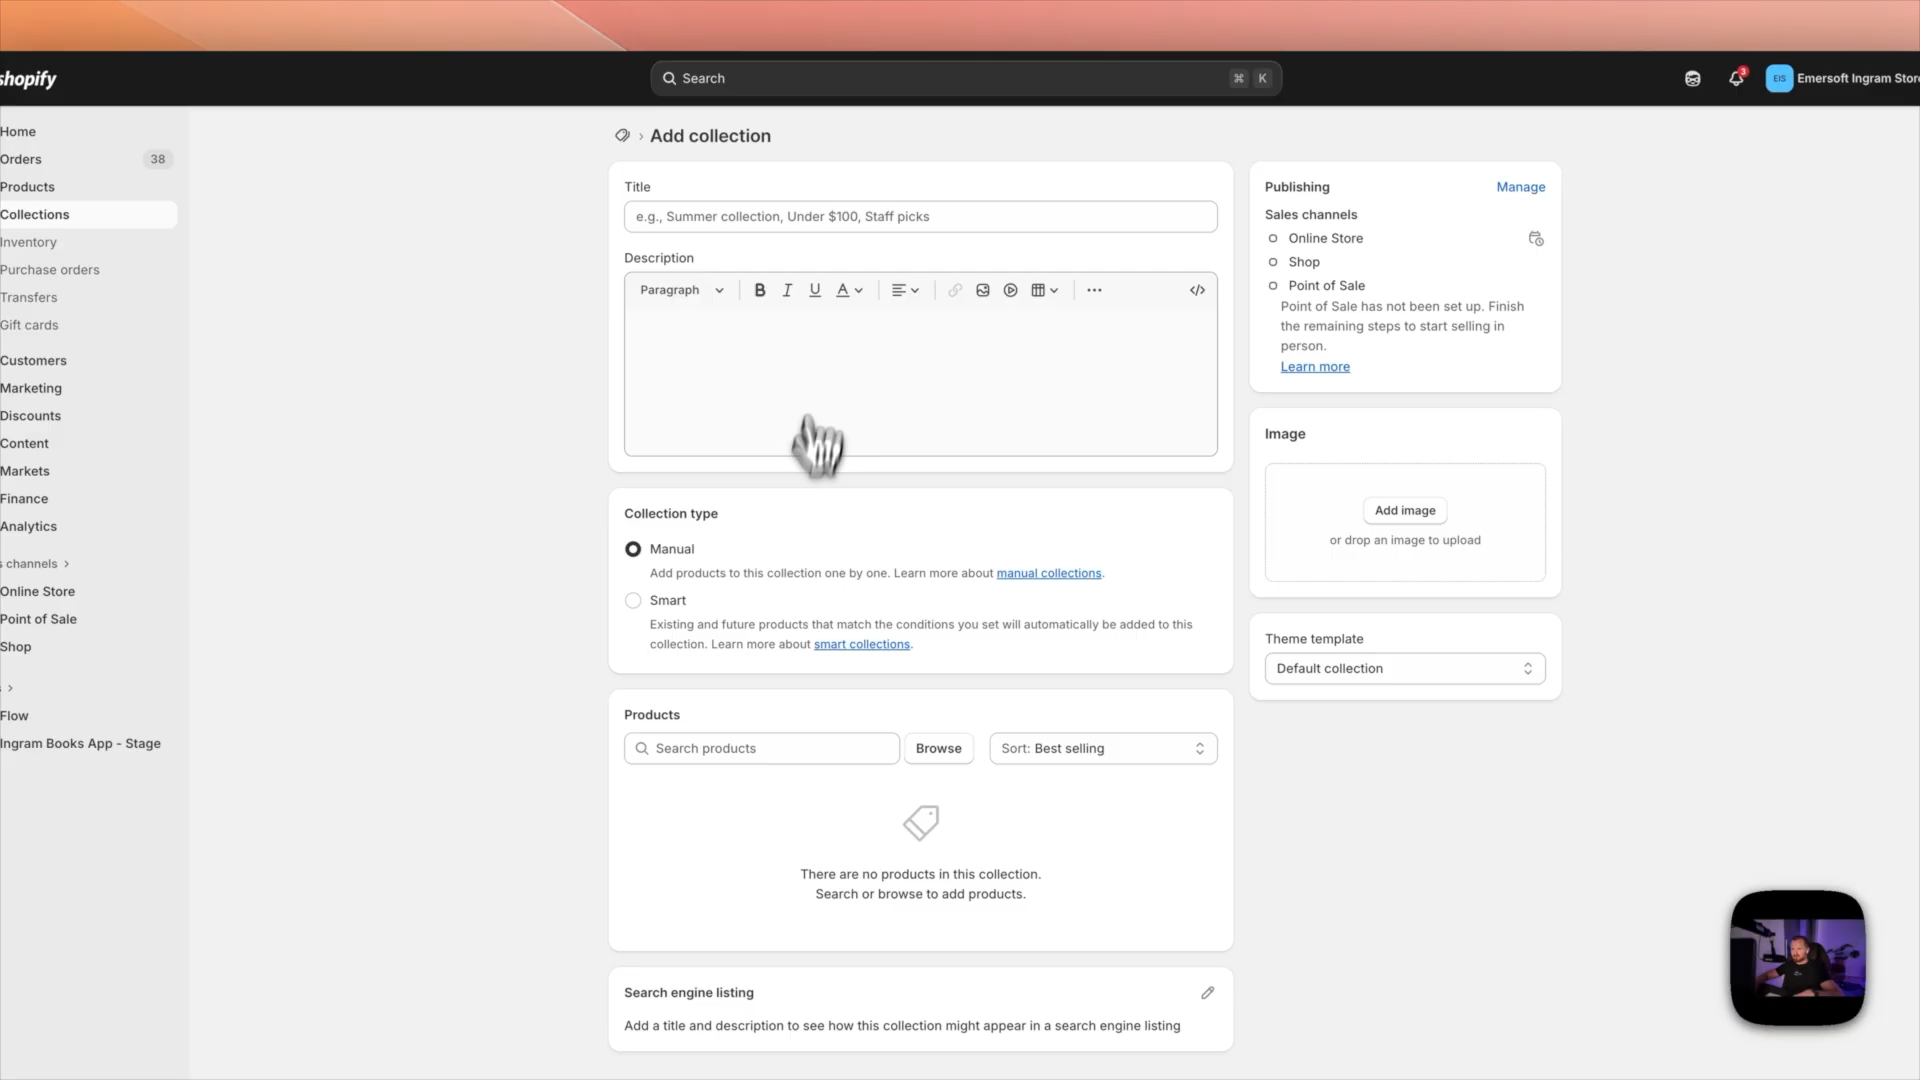 shopify
Search
⌘ K
3
EIS
Emersoft Ingram Store
Home
Orders
38
Products
Collections
Inventory
Purchase orders
Transfers
Gift cards
Customers
Marketing
Discounts
Content
Markets
Finance
Analytics
s channels
Online Store
Point of Sale
Shop
s
Flow
Ingram Books App - Stage
Add collection
Title
e.g., Summer collection, Under $100, Staff picks
Description
Paragraph
B I U A
Collection type
Manual
Add products to this collection one by one. Learn more about manual collections.
Smart
Existing and future products that match the conditions you set will automatically be added to this
collection. Learn more about smart collections.
Products
Search products
Browse
Sort: Best selling
There are no products in this collection.
Search or browse to add products.
Search engine listing
Add a title and description to see how this collection might appear in a search engine listing
Publishing
Manage
Sales channels
Online Store
Shop
Point of Sale
Point of Sale has not been set up. Finish
the remaining steps to start selling in
person.
Learn more
Image
Add image
or drop an image to upload
Theme template
Default collection